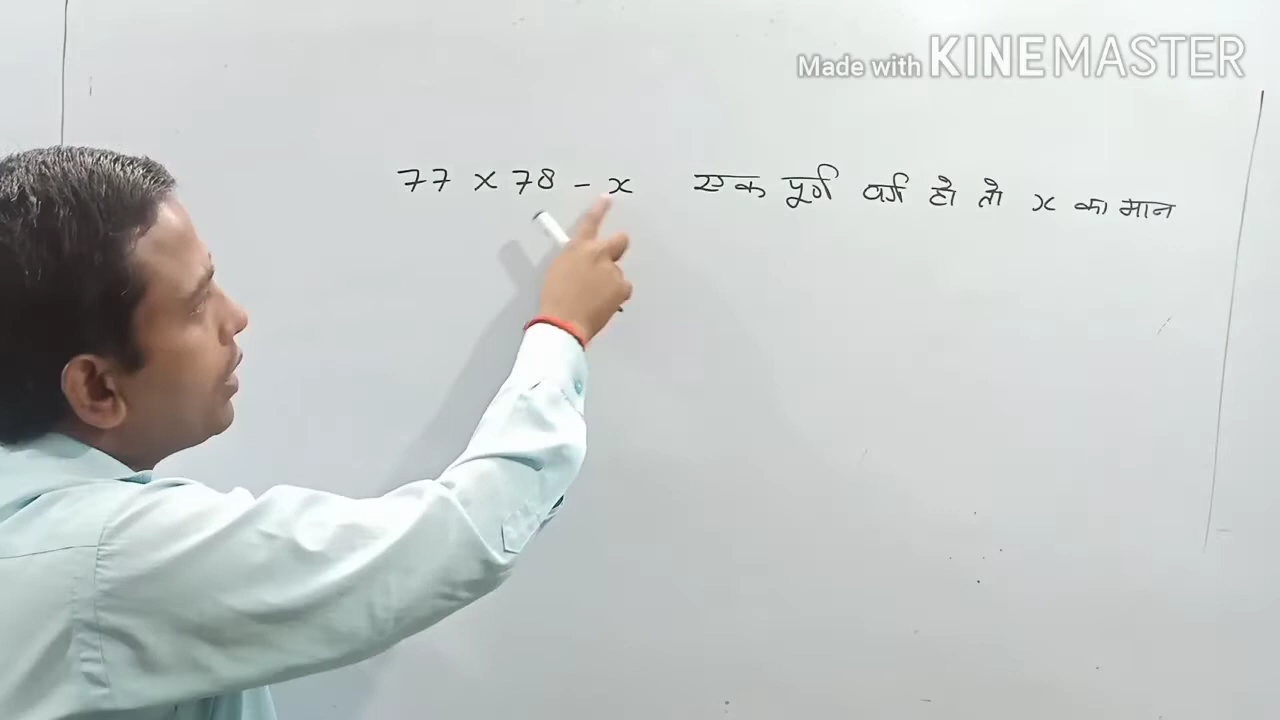 Made with KINEMASTER
77 × 78 - x एक पूर्ण वर्ग हो तो x का मान